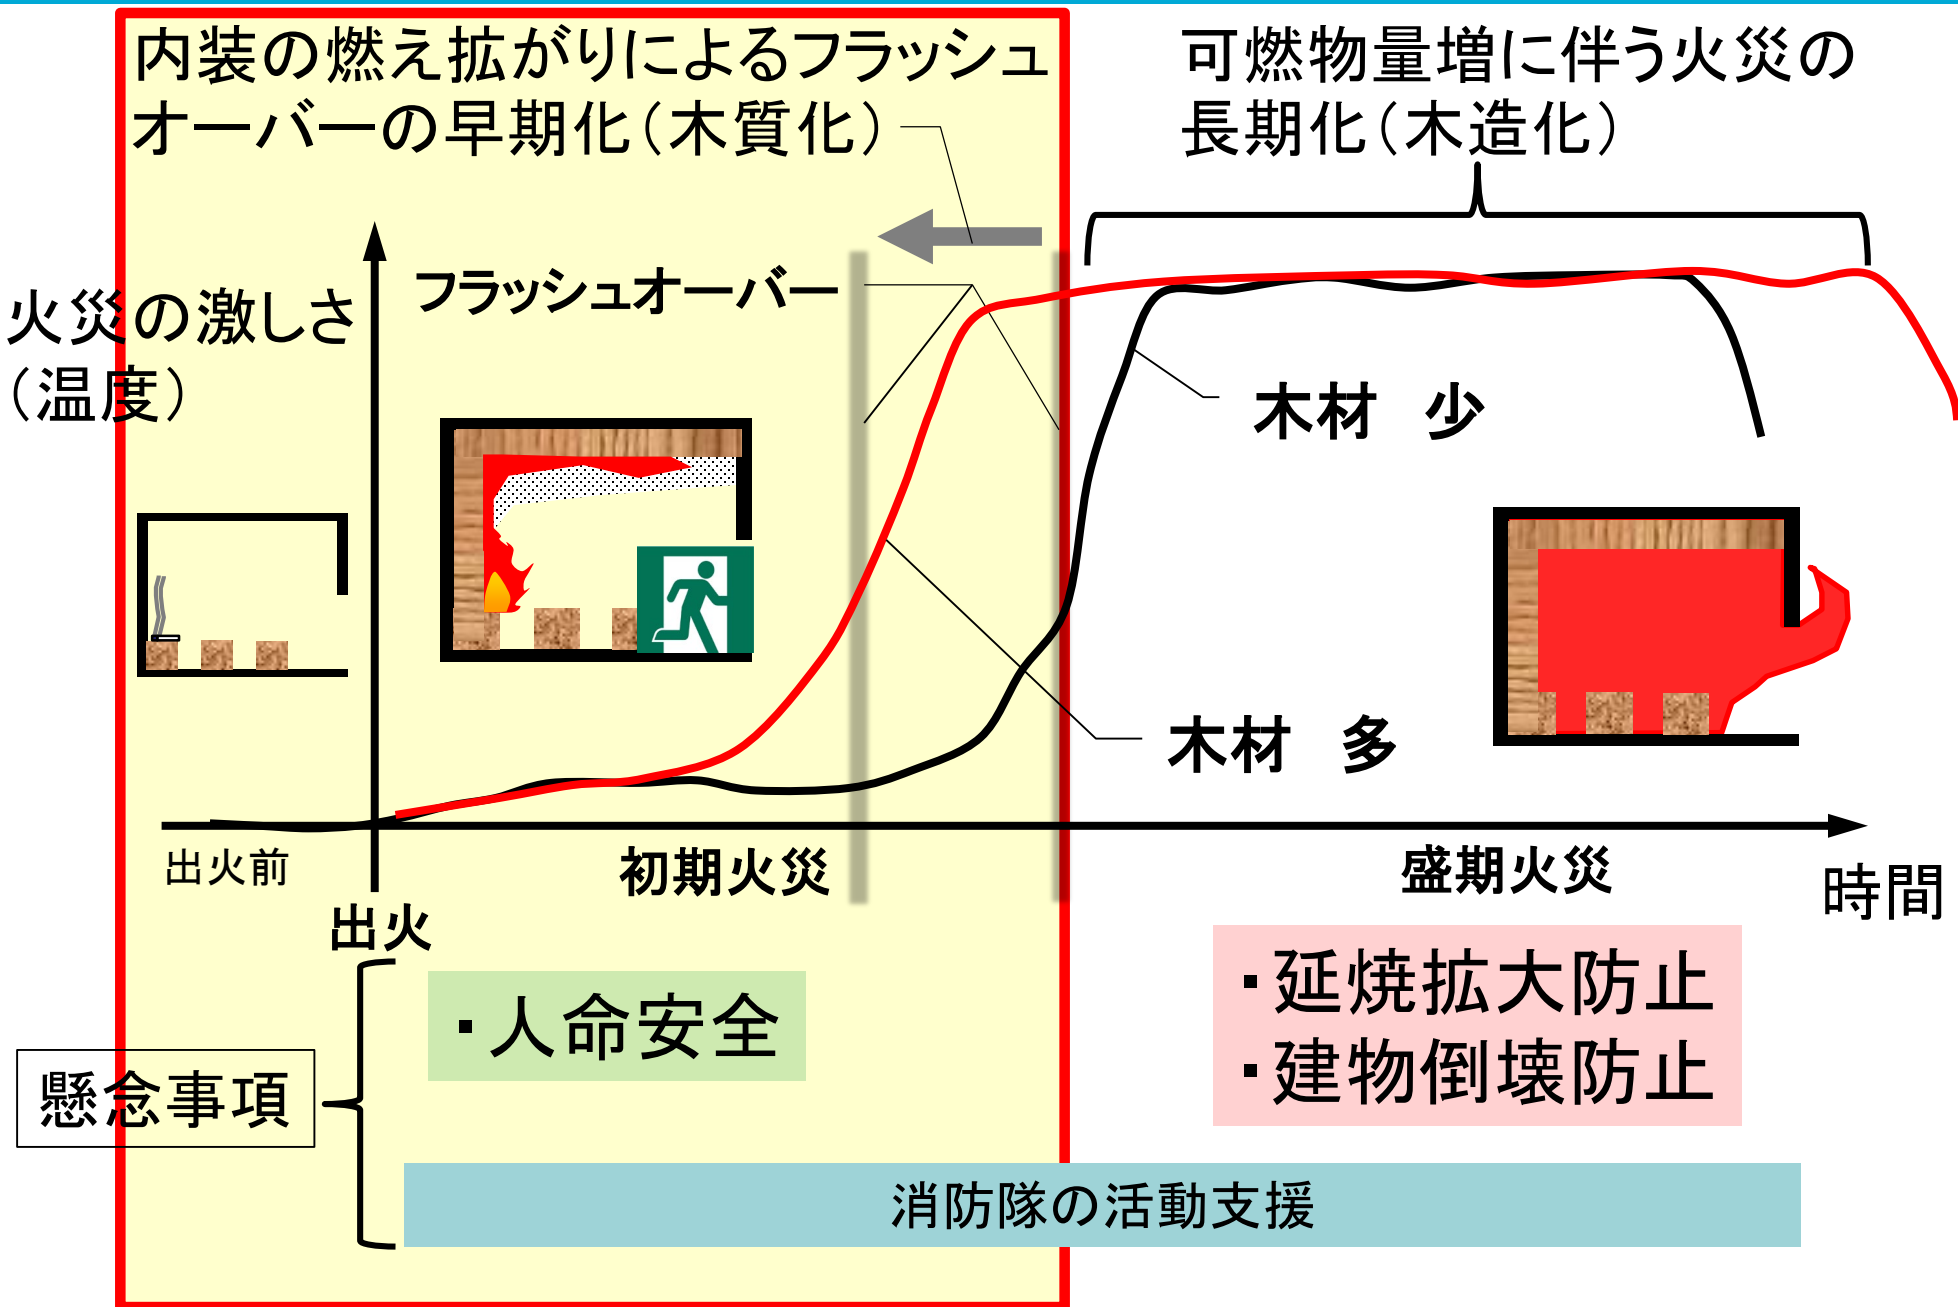 内装の燃え拡がりによるフラッシュ
オーバーの早期化（木質化）
可燃物量増に伴う火災の
長期化（木造化）
フラッシュオーバー
火災の激しさ
（温度）
木材　少
木材　多
出火前
初期火災
盛期火災
時間
出火
・人命安全
・延焼拡大防止
・建物倒壊防止
懸念事項
消防隊の活動支援